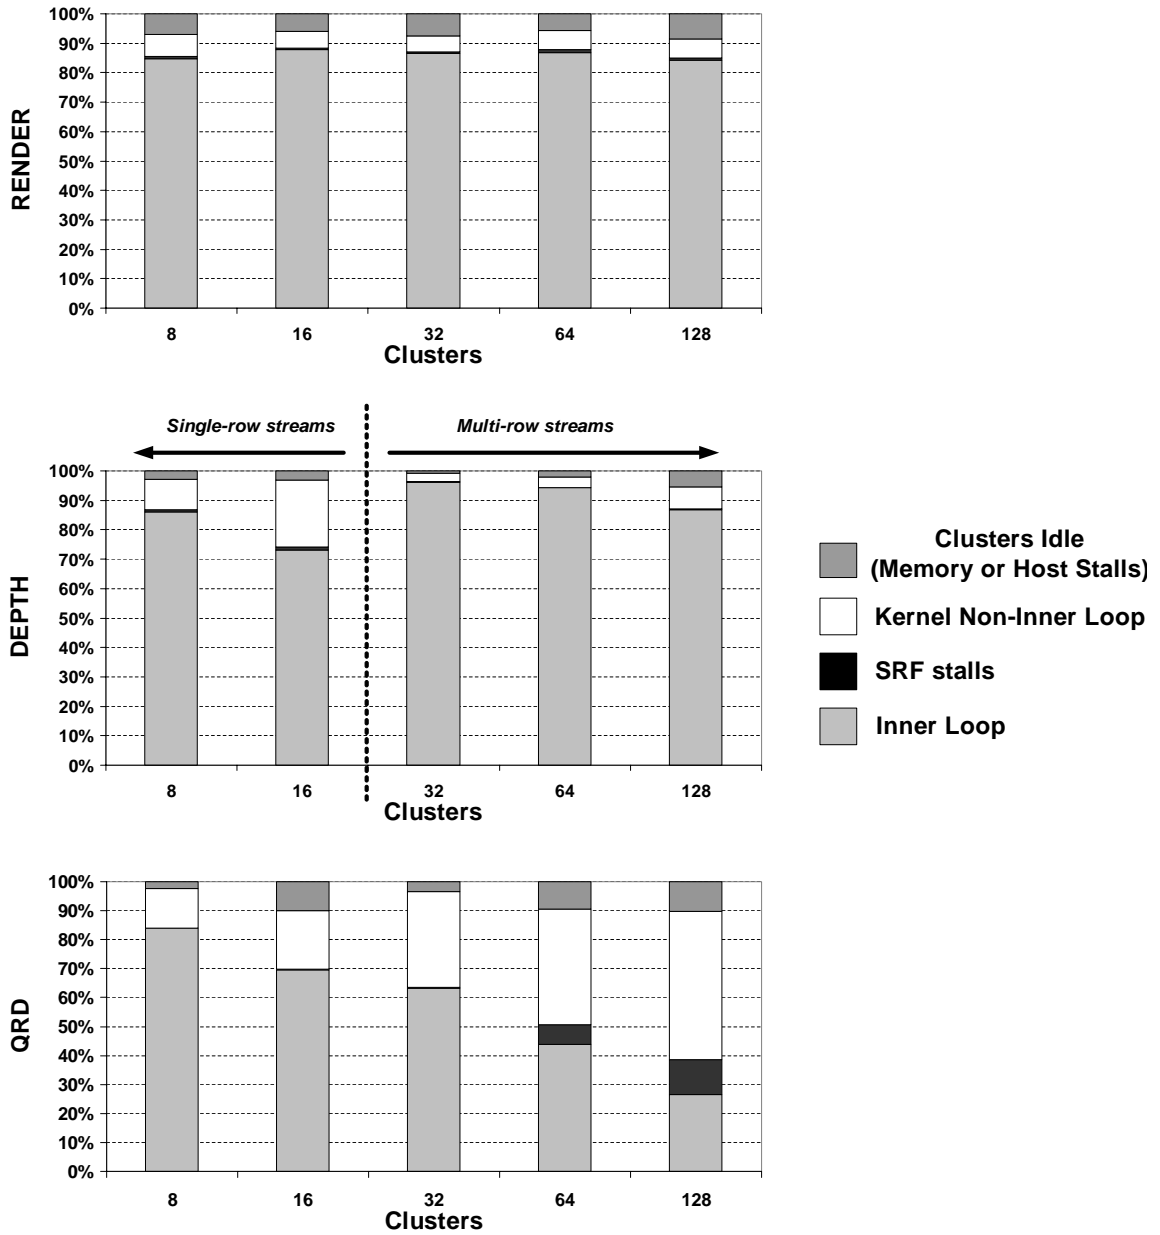 100%
90%
80%
70%
60%
50%
40%
30%
20%
10%
0%
RENDER
8 16 32 64 128
Clusters
Single-row streams Multi-row streams
100%
90%
80%
70%
60%
50%
40%
30%
20%
10%
0%
DEPTH
8 16 32 64 128
Clusters
Clusters Idle
(Memory or Host Stalls)
Kernel Non-Inner Loop
SRF stalls
Inner Loop
100%
90%
80%
70%
60%
50%
40%
30%
20%
10%
0%
QRD
8 16 32 64 128
Clusters